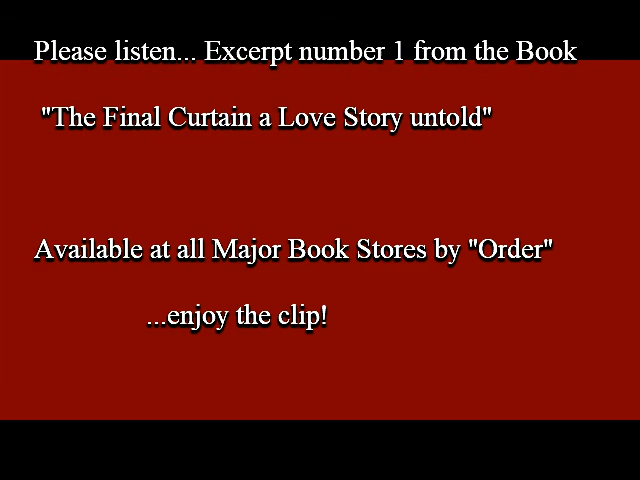 Please listen... Excerpt number 1 from the Book
"The Final Curtain a Love Story untold"
Available at all Major Book Stores by "Order"
...enjoy the clip!